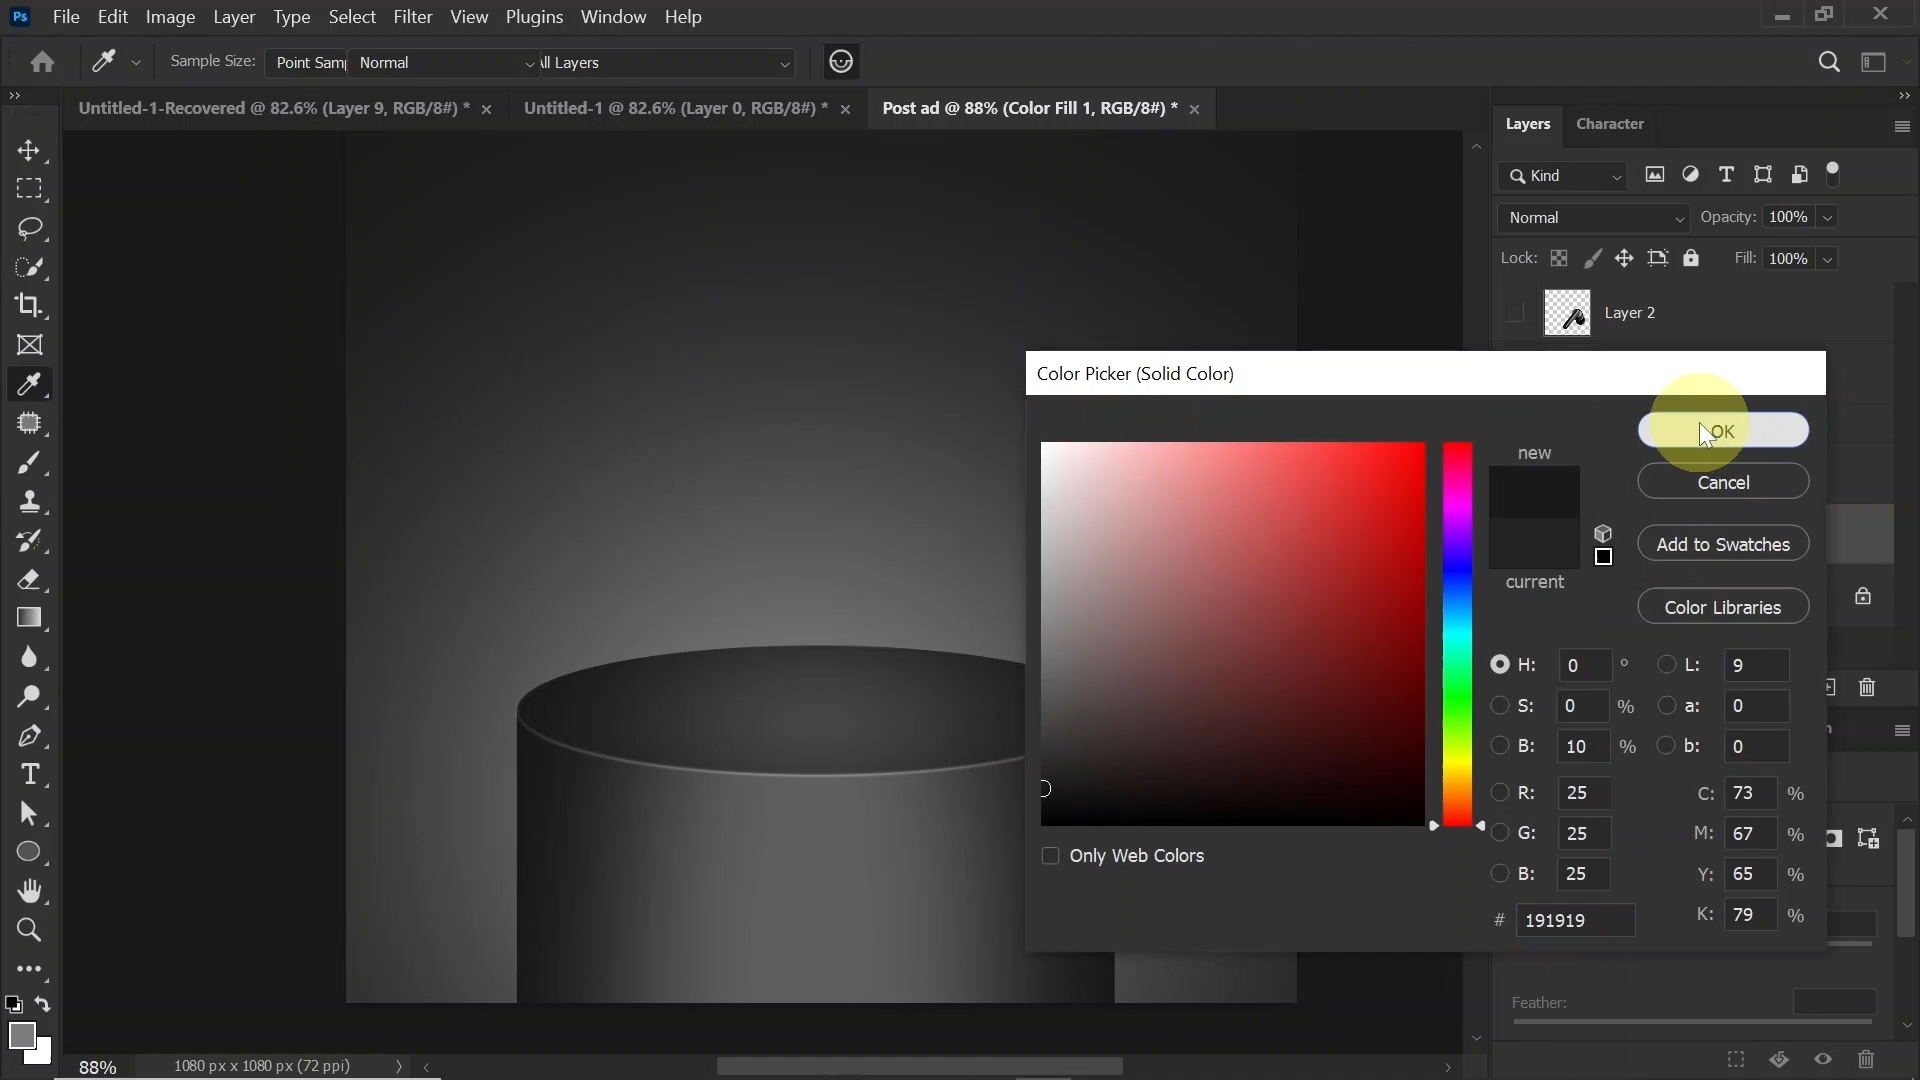 Ps File Edit Image Layer Type Select Filter View Plugins Window Help
Sample Size: Point Samp Normal All Layers
Untitled-1-Recovered @ 82.6% (Layer 9, RGB/8#) * Untitled-1 @ 82.6% (Layer 0, RGB/8#) * Post ad @ 88% (Color Fill 1, RGB/8#) *
Layers Character
Kind
Normal Opacity: 100%
Lock: Fill: 100%
Layer 2
Color Picker (Solid Color)
OK
new
Cancel
Add to Swatches
current
Color Libraries
H: 0 ° L: 9
S: 0 % a: 0
B: 10 % b: 0
R: 25 C: 73 %
G: 25 M: 67 %
B: 25 Y: 65 %
# 191919 K: 79 %
Only Web Colors
Feather:
88% 1080 px x 1080 px (72 ppi)